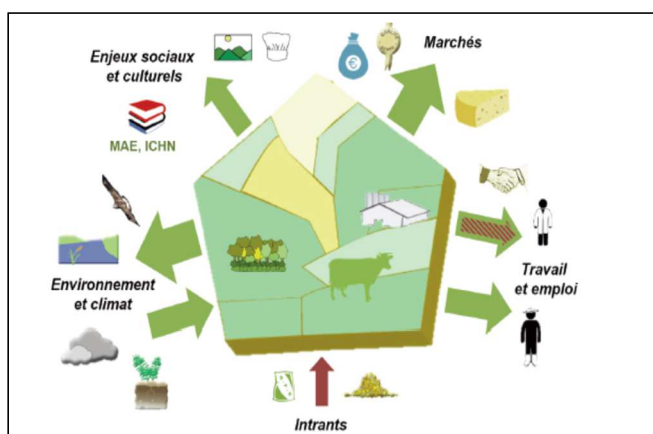 Enjeux sociaux
et culturels
Marchés
MAE, ICHN
€
Environnement
et climat
Travail
et emploi
Intrants